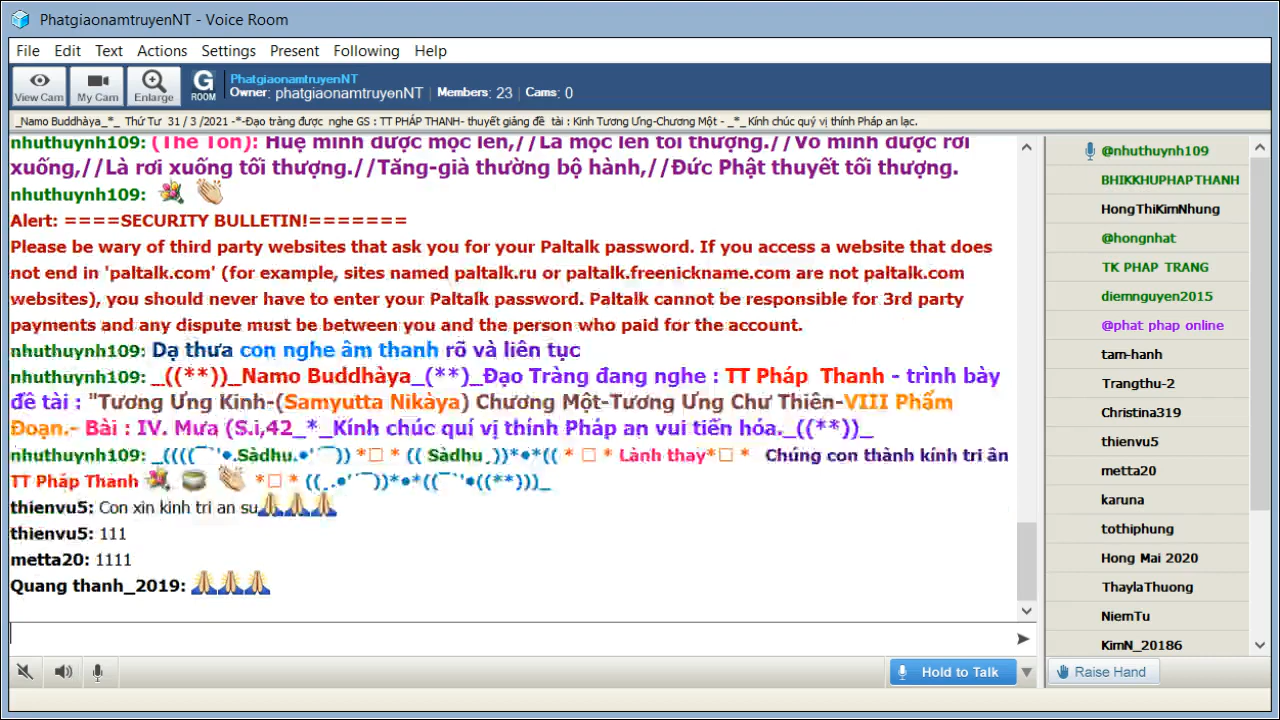 PhatgiaonamtruyenNT - Voice Room
File Edit Text Actions Settings Present Following Help
View Cam My Cam Enlarge G ROOM
PhatgiaonamtruyenNT
Owner: phatgiaonamtruyenNT Members: 23 Cams: 0
_Namo Buddhàya_*_ Thứ Tư 31 / 3 /2021 -*-Đạo tràng được nghe GS : TT PHÁP THANH- thuyết giảng đề tài : Kinh Tương Ưng-Chương Một - _*_Kính chúc quý vị thính Pháp an lạc.
nhuthuynh109: (Thế Tôn): Huệ minh được mọc lên,//Là mọc lên tối thượng.//Vô minh được rơi
xuống,//Là rơi xuống tối thượng.//Tăng-già thường bộ hành,//Đức Phật thuyết tối thượng.
nhuthuynh109:
Alert: ====SECURITY BULLETIN!=======
Please be wary of third party websites that ask you for your Paltalk password. If you access a website that does
not end in 'paltalk.com' (for example, sites named paltalk.ru or paltalk.freenickname.com are not paltalk.com
websites), you should never have to enter your Paltalk password. Paltalk cannot be responsible for 3rd party
payments and any dispute must be between you and the person who paid for the account.
nhuthuynh109: Dạ thưa con nghe âm thanh rõ và liên tục
nhuthuynh109: _((**))_Namo Buddhàya_(**)_Đạo Tràng đang nghe : TT Pháp Thanh - trình bày
đề tài : "Tương Ưng Kinh-(Samyutta Nikàya) Chương Một-Tương Ưng Chư Thiên-VIII Phẩm
Đoạn.- Bài : IV. Mưa (S.i,42_*_Kính chúc quí vị thính Pháp an vui tiến hóa._((**))_
nhuthuynh109: _((((¯`'•.Sàdhu.•'´¯)) *□ * (( Sàdhu¸))*•*(( * □ * Lành thay*□ * Chúng con thành kính tri ân
TT Pháp Thanh *□ * ((¸.•'´¯))*•*((¯`'•((**)))_
thienvu5: Con xin kinh tri an su
thienvu5: 111
metta20: 1111
Quang thanh_2019:
@nhuthuynh109
BHIKKHUPHAPTHANH
HongThiKimNhung
@hongnhat
TK PHAP TRANG
diemnguyen2015
@phat phap online
tam-hanh
Trangthu-2
Christina319
thienvu5
metta20
karuna
tothiphung
Hong Mai 2020
ThaylaThuong
NiemTu
KimN_20186
Hold to Talk
Raise Hand